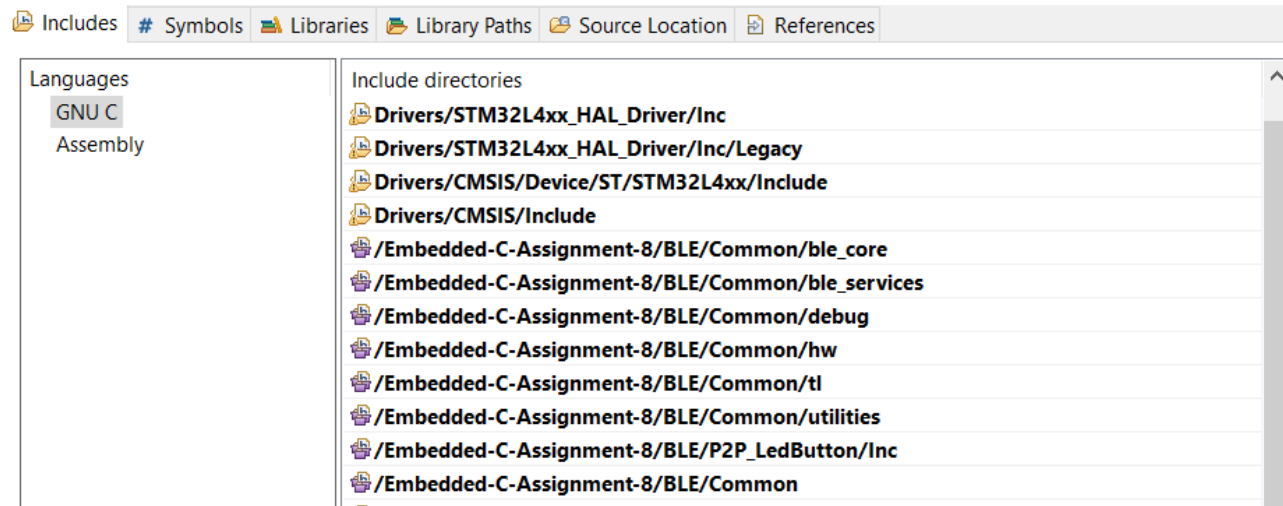 Includes # Symbols Libraries Library Paths Source Location References
Languages
GNU C
Assembly
Include directories
Drivers/STM32L4xx_HAL_Driver/Inc
Drivers/STM32L4xx_HAL_Driver/Inc/Legacy
Drivers/CMSIS/Device/ST/STM32L4xx/Include
Drivers/CMSIS/Include
/Embedded-C-Assignment-8/BLE/Common/ble_core
/Embedded-C-Assignment-8/BLE/Common/ble_services
/Embedded-C-Assignment-8/BLE/Common/debug
/Embedded-C-Assignment-8/BLE/Common/hw
/Embedded-C-Assignment-8/BLE/Common/tl
/Embedded-C-Assignment-8/BLE/Common/utilities
/Embedded-C-Assignment-8/BLE/P2P_LedButton/Inc
/Embedded-C-Assignment-8/BLE/Common